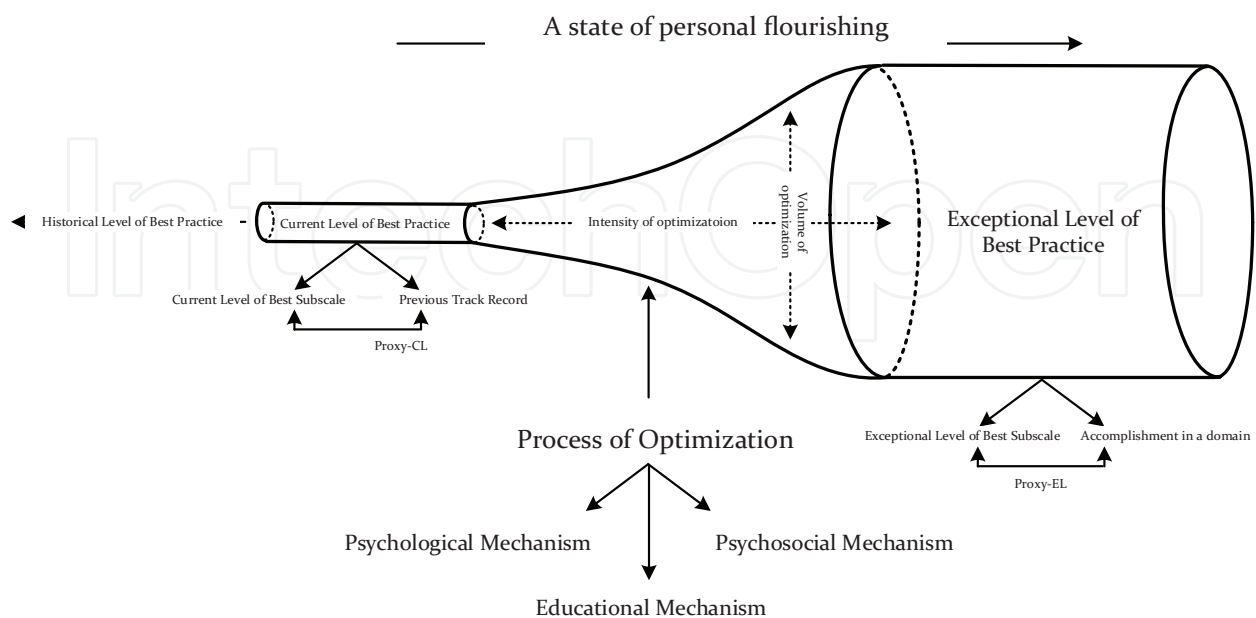 A state of personal flourishing
IntechOpen
Historical Level of Best Practice
Current Level of Best Practice
Intensity of optimizatoion
Volume of
optimization
Exceptional Level of
Best Practice
Current Level of Best Subscale
Previous Track Record
Proxy-CL
Process of Optimization
Exceptional Level of Best Subscale
Accomplishment in a domain
Proxy-EL
Psychological Mechanism
Psychosocial Mechanism
Educational Mechanism